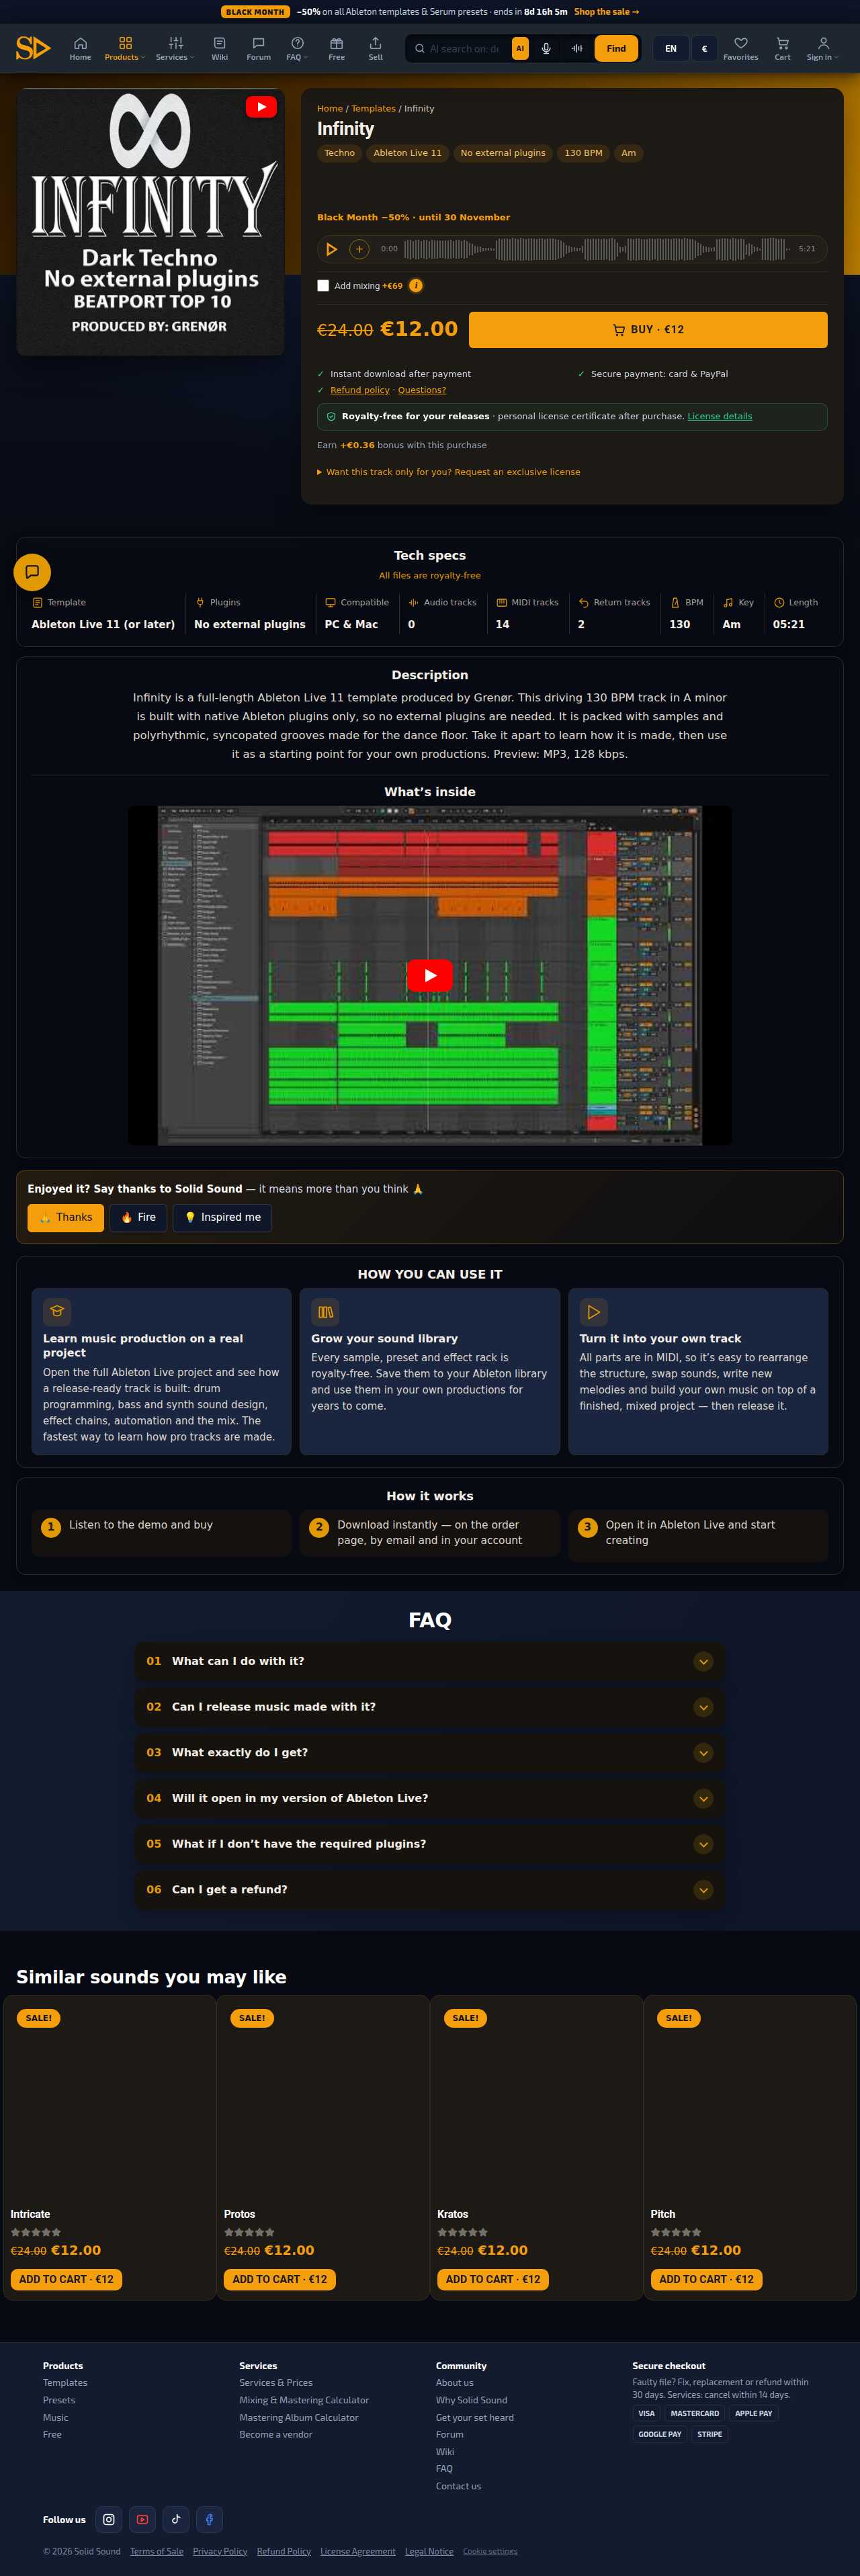 BLACK MONTH −50% on all Ableton templates & Serum presets · ends in 8d 16h 5m Shop the sale →
Home Products Services Wiki Forum FAQ Free Sell AI search on: de AI Find EN € Favorites Cart Sign in
INFINITY
Dark Techno
No external plugins
BEATPORT TOP 10
PRODUCED BY: GRENØR
Home / Templates / Infinity
Infinity
Techno Ableton Live 11 No external plugins 130 BPM Am
Black Month −50% · until 30 November
0:00 5:21
Add mixing +€69 i
€24.00 €12.00 BUY · €12
✓ Instant download after payment ✓ Secure payment: card & PayPal
✓ Refund policy · Questions?
Royalty-free for your releases · personal license certificate after purchase. License details
Earn +€0.36 bonus with this purchase
Want this track only for you? Request an exclusive license
Tech specs
All files are royalty-free
Template Plugins Compatible Audio tracks MIDI tracks Return tracks BPM Key Length
Ableton Live 11 (or later) No external plugins PC & Mac 0 14 2 130 Am 05:21
Description
Infinity is a full-length Ableton Live 11 template produced by Grenør. This driving 130 BPM track in A minor
is built with native Ableton plugins only, so no external plugins are needed. It is packed with samples and
polyrhythmic, syncopated grooves made for the dance floor. Take it apart to learn how it is made, then use
it as a starting point for your own productions. Preview: MP3, 128 kbps.
What’s inside
Enjoyed it? Say thanks to Solid Sound — it means more than you think 🙏
🙏 Thanks 🔥 Fire 💡 Inspired me
HOW YOU CAN USE IT
Learn music production on a real
project
Open the full Ableton Live project and see how
a release-ready track is built: drum
programming, bass and synth sound design,
effect chains, automation and the mix. The
fastest way to learn how pro tracks are made.
Grow your sound library
Every sample, preset and effect rack is
royalty-free. Save them to your Ableton library
and use them in your own productions for
years to come.
Turn it into your own track
All parts are in MIDI, so it’s easy to rearrange
the structure, swap sounds, write new
melodies and build your own music on top of a
finished, mixed project — then release it.
How it works
1 Listen to the demo and buy
2 Download instantly — on the order
page, by email and in your account
3 Open it in Ableton Live and start
creating
FAQ
01 What can I do with it?
02 Can I release music made with it?
03 What exactly do I get?
04 Will it open in my version of Ableton Live?
05 What if I don’t have the required plugins?
06 Can I get a refund?
Similar sounds you may like
SALE! SALE! SALE! SALE!
Intricate Protos Kratos Pitch
€24.00 €12.00 €24.00 €12.00 €24.00 €12.00 €24.00 €12.00
ADD TO CART · €12 ADD TO CART · €12 ADD TO CART · €12 ADD TO CART · €12
Products
Templates
Presets
Music
Free
Services
Services & Prices
Mixing & Mastering Calculator
Mastering Album Calculator
Become a vendor
Community
About us
Why Solid Sound
Get your set heard
Forum
Wiki
FAQ
Contact us
Secure checkout
Faulty file? Fix, replacement or refund within
30 days. Services: cancel within 14 days.
VISA MASTERCARD APPLE PAY
GOOGLE PAY STRIPE
Follow us
© 2026 Solid Sound Terms of Sale Privacy Policy Refund Policy License Agreement Legal Notice Cookie settings